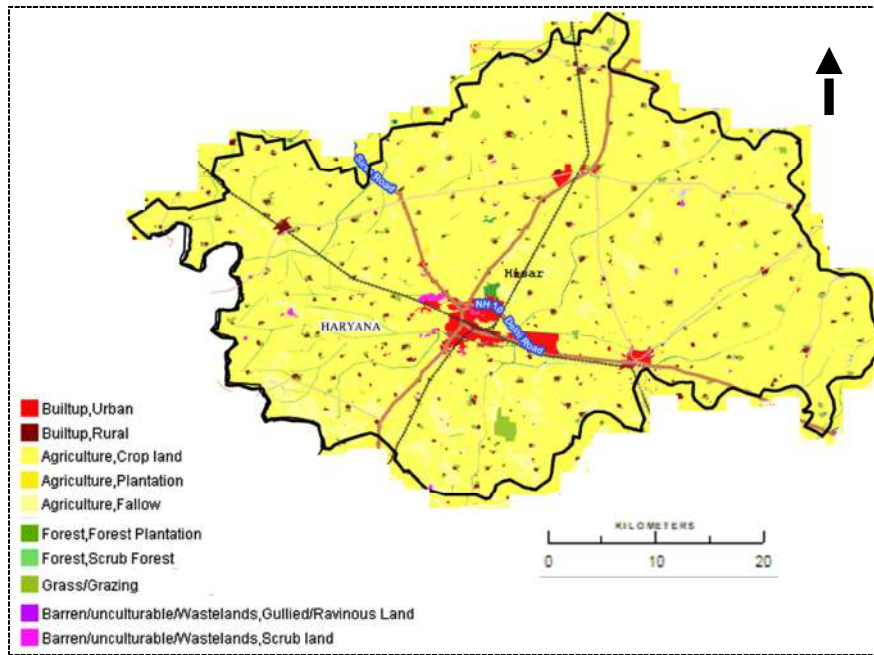 Sirsa Road
Hisar
NH 10 - Delhi Road
HARYANA
Builtup,Urban
Builtup,Rural
Agriculture,Crop land
Agriculture,Plantation
Agriculture,Fallow
Forest,Forest Plantation
Forest,Scrub Forest
Grass/Grazing
Barren/unculturable/Wastelands,Gullied/Ravinous Land
Barren/unculturable/Wastelands,Scrub land
KILOMETERS
0 10 20